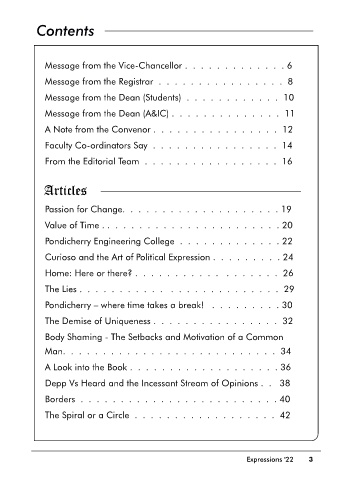 Contents
Message from the Vice-Chancellor . . . . . . . . . . . . . 6
Message from the Registrar . . . . . . . . . . . . . . . . 8
Message from the Dean (Students) . . . . . . . . . . . . 10
Message from the Dean (A&IC) . . . . . . . . . . . . . . 11
A Note from the Convenor . . . . . . . . . . . . . . . . 12
Faculty Co-ordinators Say . . . . . . . . . . . . . . . . 14
From the Editorial Team . . . . . . . . . . . . . . . . . 16
Articles
Passion for Change. . . . . . . . . . . . . . . . . . . . 19
Value of Time . . . . . . . . . . . . . . . . . . . . . . . 20
Pondicherry Engineering College . . . . . . . . . . . . . 22
Curioso and the Art of Political Expression . . . . . . . . . 24
Home: Here or there? . . . . . . . . . . . . . . . . . . . 26
The Lies . . . . . . . . . . . . . . . . . . . . . . . . . . 29
Pondicherry – where time takes a break! . . . . . . . . . 30
The Demise of Uniqueness . . . . . . . . . . . . . . . . 32
Body Shaming - The Setbacks and Motivation of a Common
Man. . . . . . . . . . . . . . . . . . . . . . . . . . . . 34
A Look into the Book . . . . . . . . . . . . . . . . . . . 36
Depp Vs Heard and the Incessant Stream of Opinions . . 38
Borders . . . . . . . . . . . . . . . . . . . . . . . . . . 40
The Spiral or a Circle . . . . . . . . . . . . . . . . . . 42
Expressions '22 3